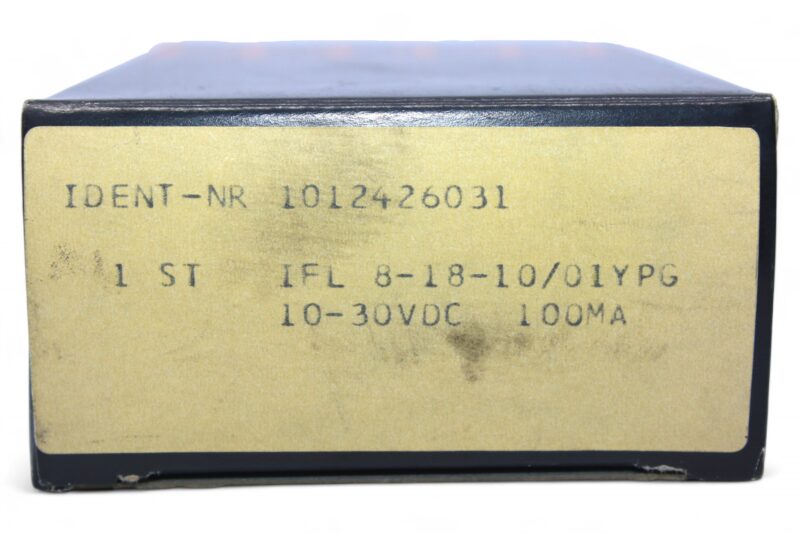 IDENT-NR 1012426031
1 ST IFL 8-18-10/01YPG
10-30VDC 100MA